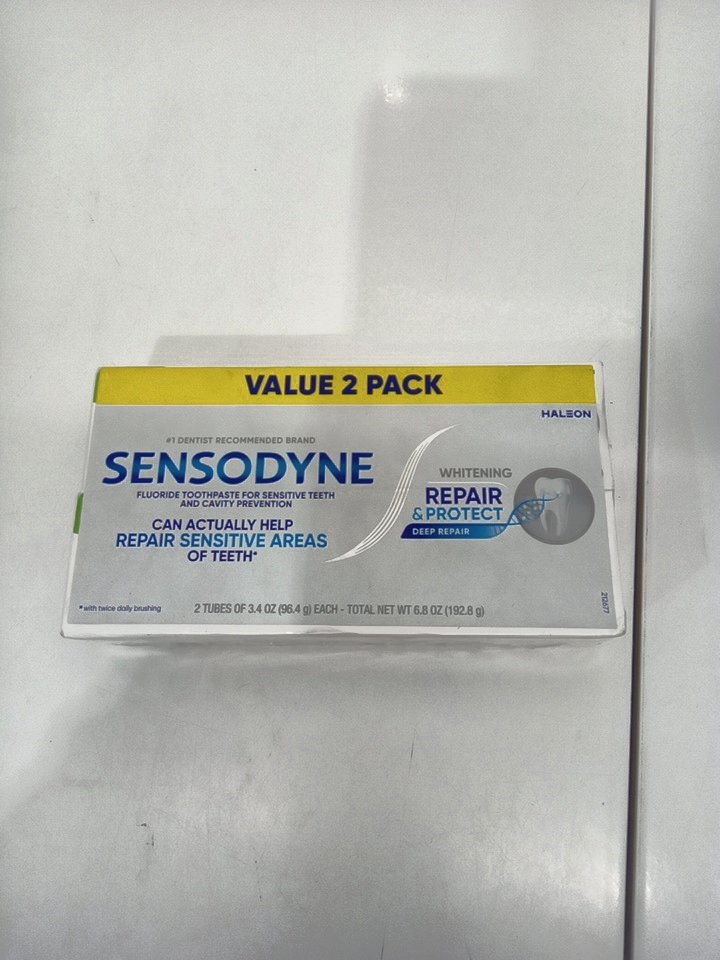 VALUE 2 PACK
HALEON
#1 DENTIST RECOMMENDED BRAND
SENSODYNE
FLUORIDE TOOTHPASTE FOR SENSITIVE TEETH
AND CAVITY PREVENTION
CAN ACTUALLY HELP
REPAIR SENSITIVE AREAS
OF TEETH*
WHITENING
REPAIR
& PROTECT
DEEP REPAIR
*with twice daily brushing
2 TUBES OF 3.4 OZ (96.4 g) EACH - TOTAL NET WT 6.8 OZ (192.8 g)